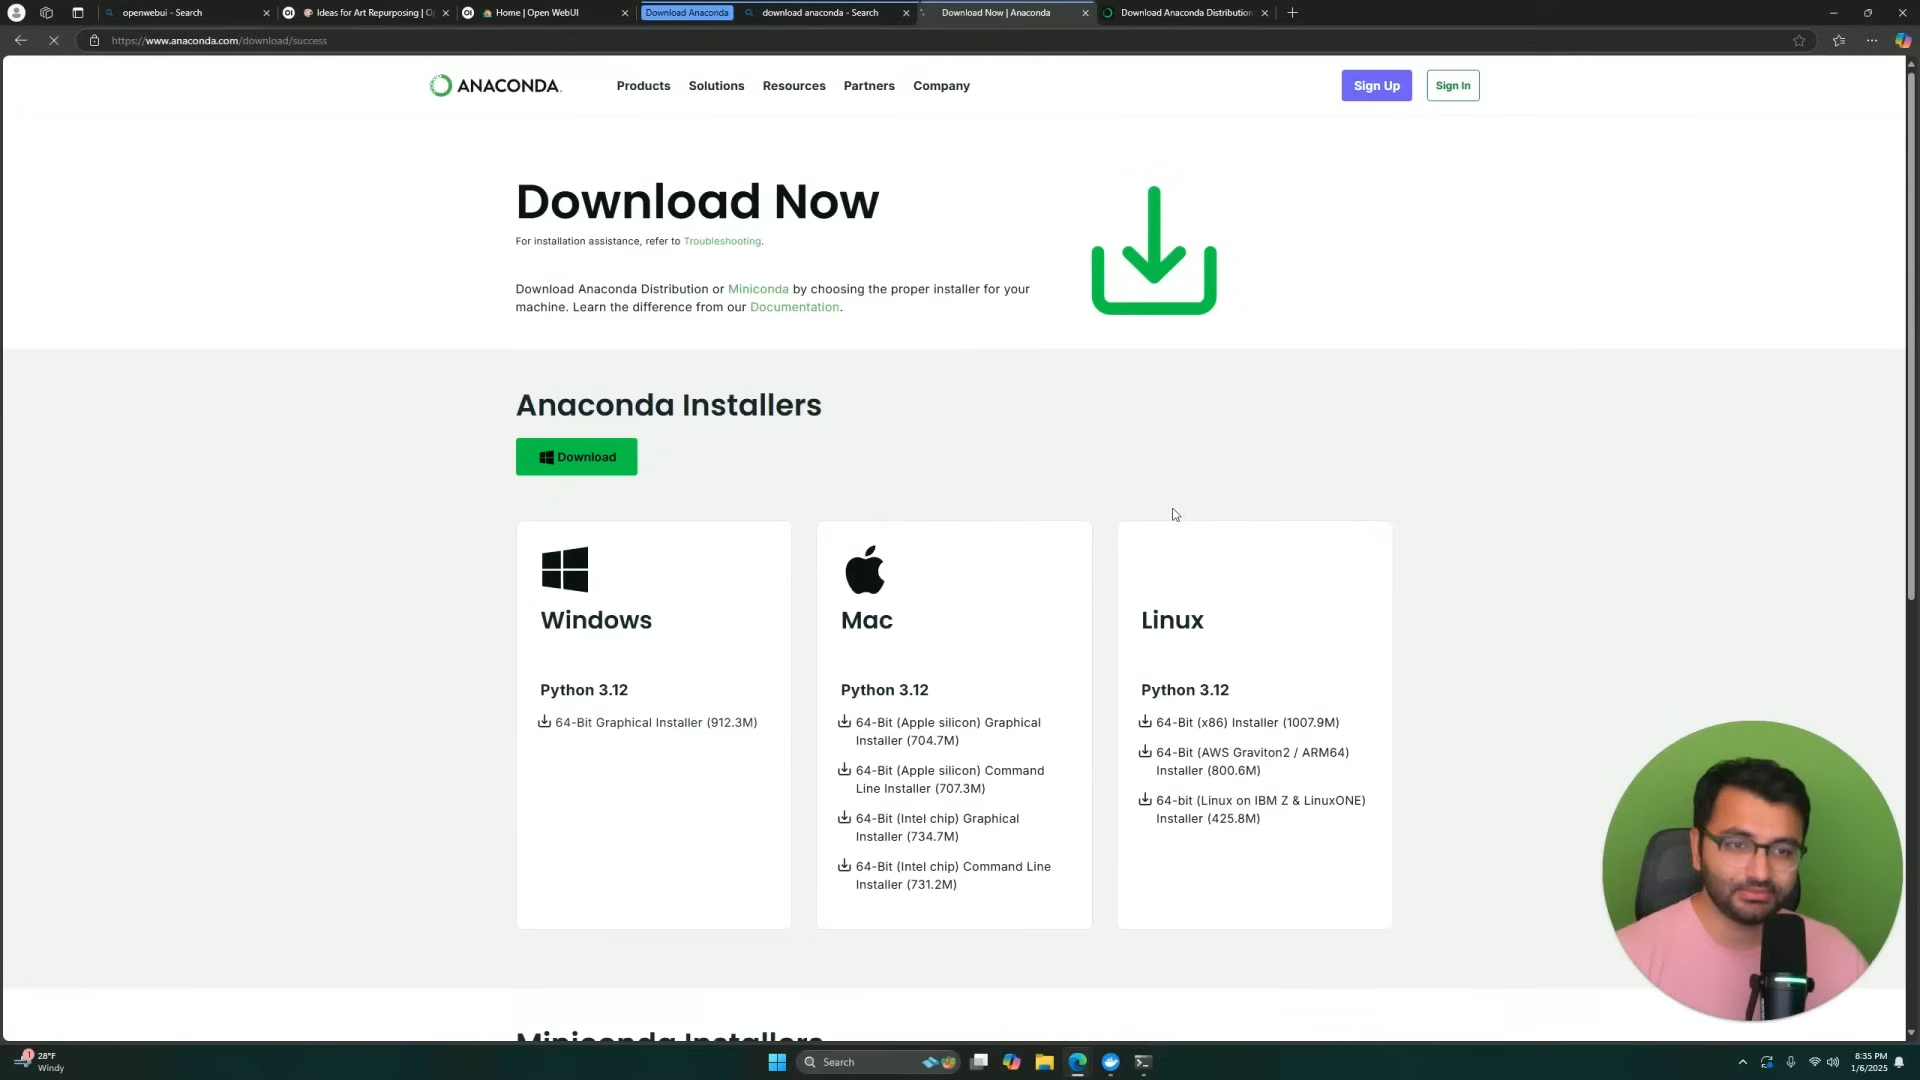 openwebui - Search
Ideas for Art Repurposing | O
Home | Open WebUI
Download Anaconda
download anaconda - Search
Download Now | Anaconda
Download Anaconda Distribution
https://www.anaconda.com/download/success
ANACONDA.
Products
Solutions
Resources
Partners
Company
Sign Up
Sign In
Download Now
For installation assistance, refer to Troubleshooting.
Download Anaconda Distribution or Miniconda by choosing the proper installer for your
machine. Learn the difference from our Documentation.
Anaconda Installers
Download
Windows
Python 3.12
64-Bit Graphical Installer (912.3M)
Mac
Python 3.12
64-Bit (Apple silicon) Graphical
Installer (704.7M)
64-Bit (Apple silicon) Command
Line Installer (707.3M)
64-Bit (Intel chip) Graphical
Installer (734.7M)
64-Bit (Intel chip) Command Line
Installer (731.2M)
Linux
Python 3.12
64-Bit (x86) Installer (1007.9M)
64-Bit (AWS Graviton2 / ARM64)
Installer (800.6M)
64-bit (Linux on IBM Z & LinuxONE)
Installer (425.8M)
Miniconda Installers
1
28°F
Windy
Search
8:35 PM
1/6/2025